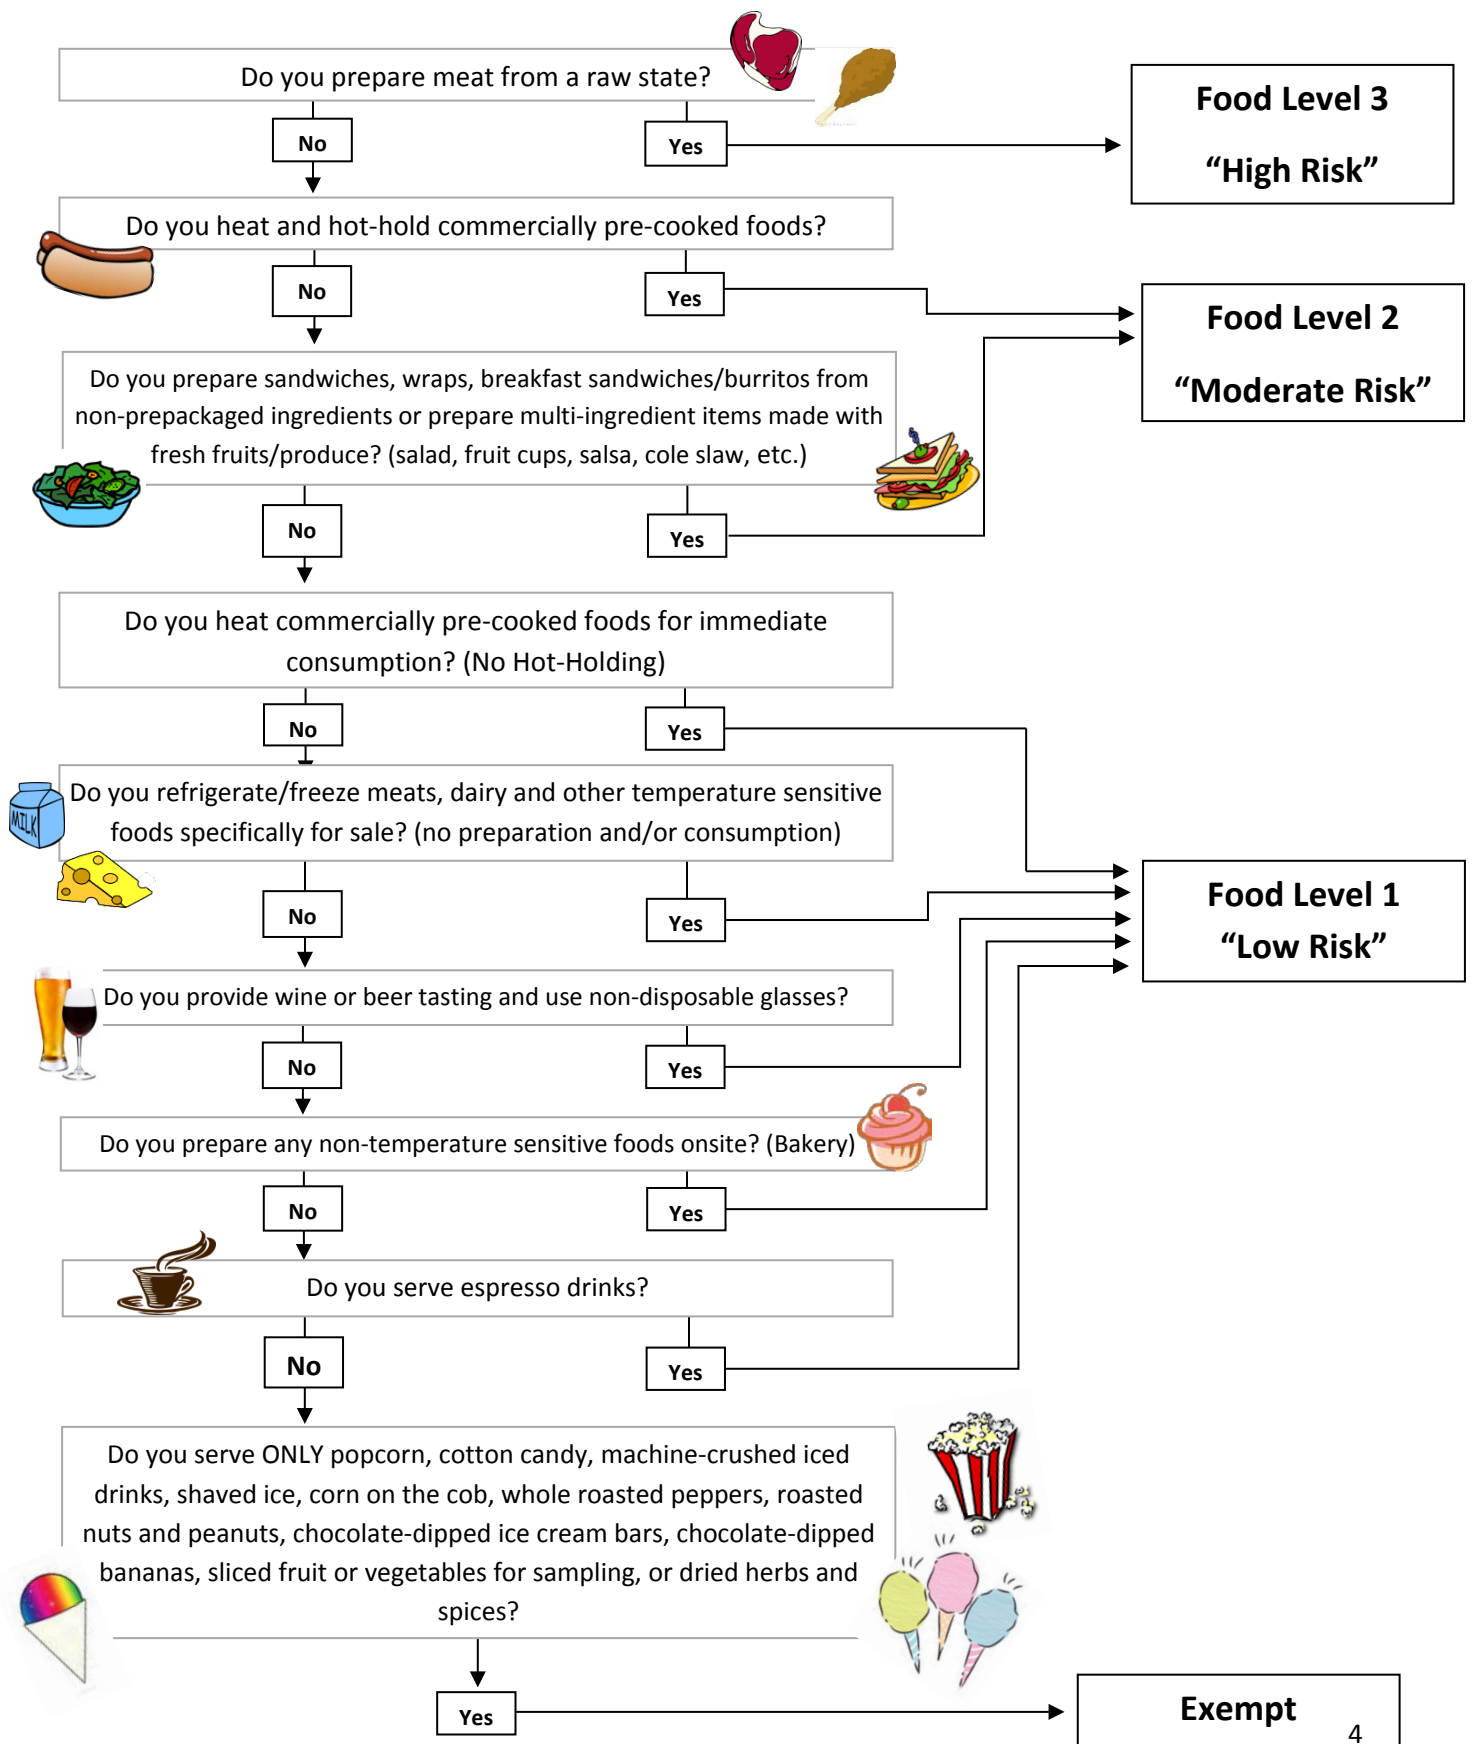 Do you prepare meat from a raw state?
No
Yes
Food Level 3
“High Risk”
Do you heat and hot-hold commercially pre-cooked foods?
No
Yes
Food Level 2
“Moderate Risk”
Do you prepare sandwiches, wraps, breakfast sandwiches/burritos from
non-prepackaged ingredients or prepare multi-ingredient items made with
fresh fruits/produce? (salad, fruit cups, salsa, cole slaw, etc.)
No
Yes
Do you heat commercially pre-cooked foods for immediate
consumption? (No Hot-Holding)
No
Yes
MILK
Do you refrigerate/freeze meats, dairy and other temperature sensitive
foods specifically for sale? (no preparation and/or consumption)
No
Yes
Food Level 1
“Low Risk”
Do you provide wine or beer tasting and use non-disposable glasses?
No
Yes
Do you prepare any non-temperature sensitive foods onsite? (Bakery)
No
Yes
Do you serve espresso drinks?
No
Yes
Do you serve ONLY popcorn, cotton candy, machine-crushed iced
drinks, shaved ice, corn on the cob, whole roasted peppers, roasted
nuts and peanuts, chocolate-dipped ice cream bars, chocolate-dipped
bananas, sliced fruit or vegetables for sampling, or dried herbs and
spices?
Yes
Exempt
4